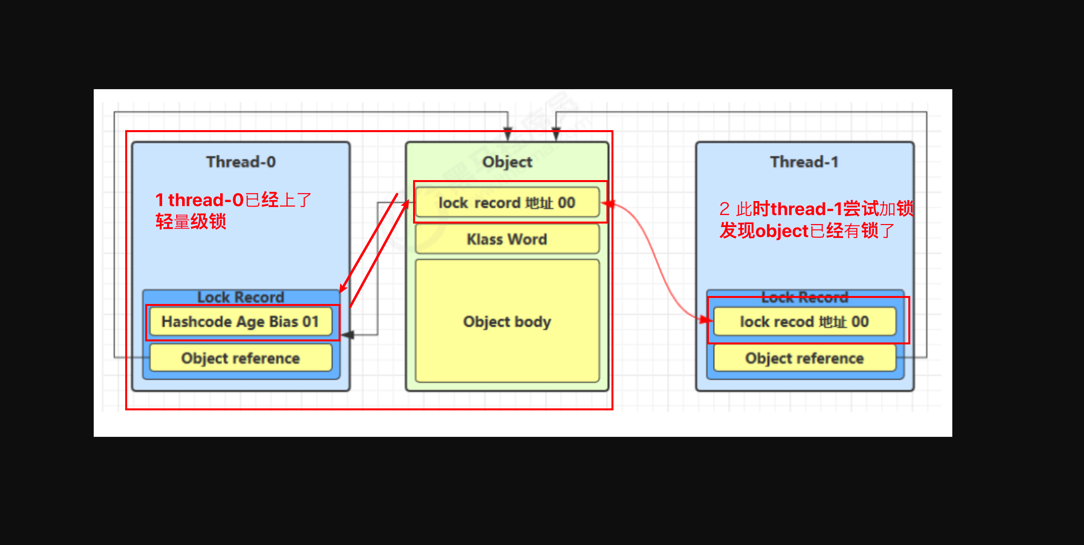 Thread-0
1 thread-0已经上了
轻量级锁
Lock Record
Hashcode Age Bias 01
Object reference
Object
lock record 地址 00
Klass Word
Object body
Thread-1
2 此时thread-1尝试加锁
发现object已经有锁了
Lock Record
lock recod 地址 00
Object reference